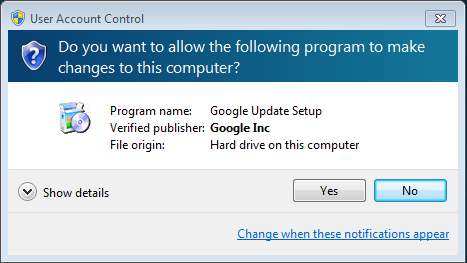 User Account Control
Do you want to allow the following program to make
changes to this computer?
Program name: Google Update Setup
Verified publisher: Google Inc
File origin: Hard drive on this computer
Show details
Yes
No
Change when these notifications appear